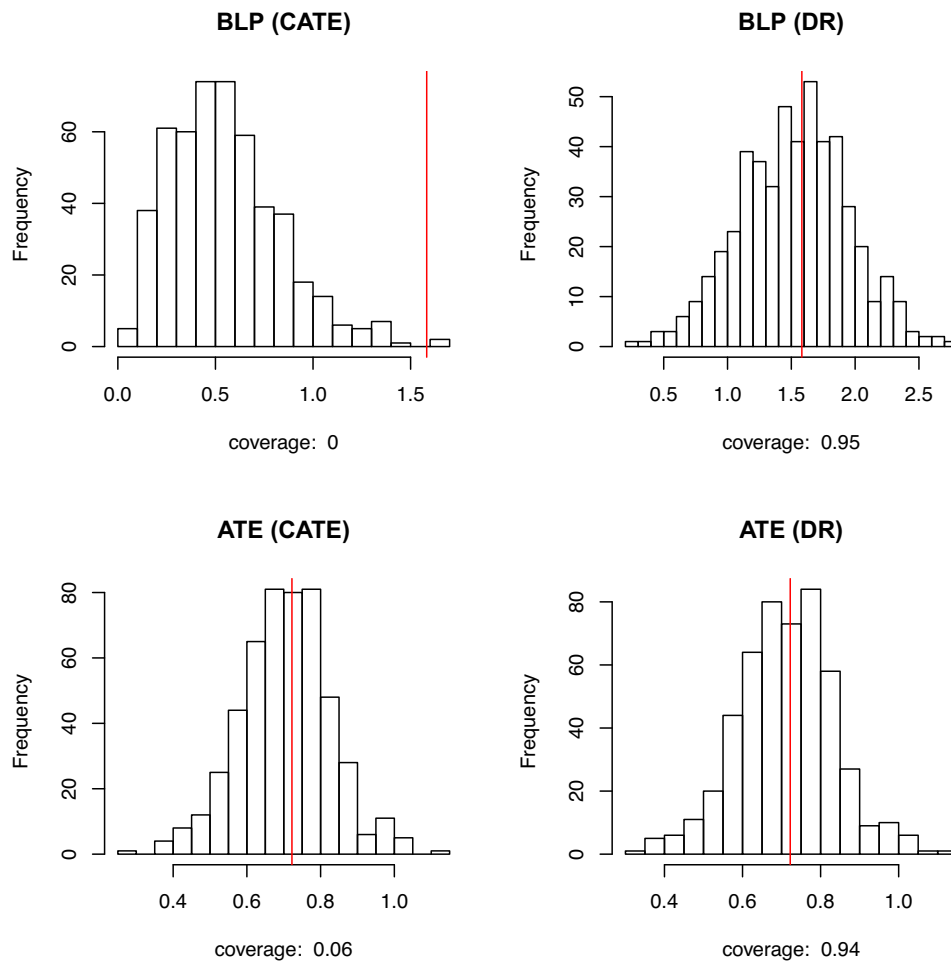 BLP (CATE)
Frequency
0 20 40 60
0.0 0.5 1.0 1.5
coverage: 0
BLP (DR)
Frequency
0 10 20 30 40 50
0.5 1.0 1.5 2.0 2.5
coverage: 0.95
ATE (CATE)
Frequency
0 20 40 60 80
0.4 0.6 0.8 1.0
coverage: 0.06
ATE (DR)
Frequency
0 20 40 60 80
0.4 0.6 0.8 1.0
coverage: 0.94